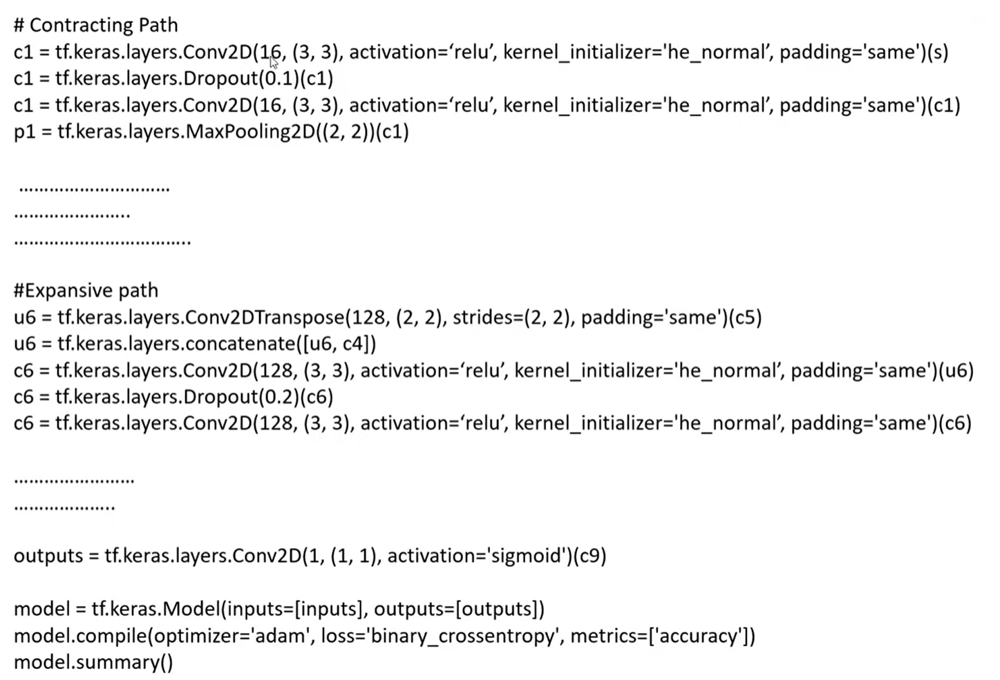 # Contracting Path
c1 = tf.keras.layers.Conv2D(16, (3, 3), activation=‘relu’, kernel_initializer='he_normal’, padding='same')(s)
c1 = tf.keras.layers.Dropout(0.1)(c1)
c1 = tf.keras.layers.Conv2D(16, (3, 3), activation=‘relu’, kernel_initializer='he_normal’, padding='same')(c1)
p1 = tf.keras.layers.MaxPooling2D((2, 2))(c1)
..............................
.......................
...................................
#Expansive path
u6 = tf.keras.layers.Conv2DTranspose(128, (2, 2), strides=(2, 2), padding='same')(c5)
u6 = tf.keras.layers.concatenate([u6, c4])
c6 = tf.keras.layers.Conv2D(128, (3, 3), activation=‘relu’, kernel_initializer='he_normal’, padding='same')(u6)
c6 = tf.keras.layers.Dropout(0.2)(c6)
c6 = tf.keras.layers.Conv2D(128, (3, 3), activation=‘relu’, kernel_initializer='he_normal’, padding='same')(c6)
........................
....................
outputs = tf.keras.layers.Conv2D(1, (1, 1), activation='sigmoid')(c9)
model = tf.keras.Model(inputs=[inputs], outputs=[outputs])
model.compile(optimizer='adam', loss='binary_crossentropy', metrics=['accuracy'])
model.summary()